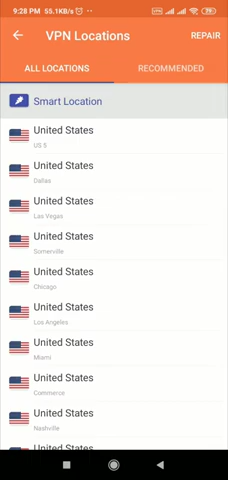 9:28 PM 55.1KB/s
VPN
VPN Locations
REPAIR
ALL LOCATIONS
RECOMMENDED
Smart Location
United States
US 5
United States
Dallas
United States
Las Vegas
United States
Somerville
United States
Chicago
United States
Los Angeles
United States
Miami
United States
Commerce
United States
Nashville
United States